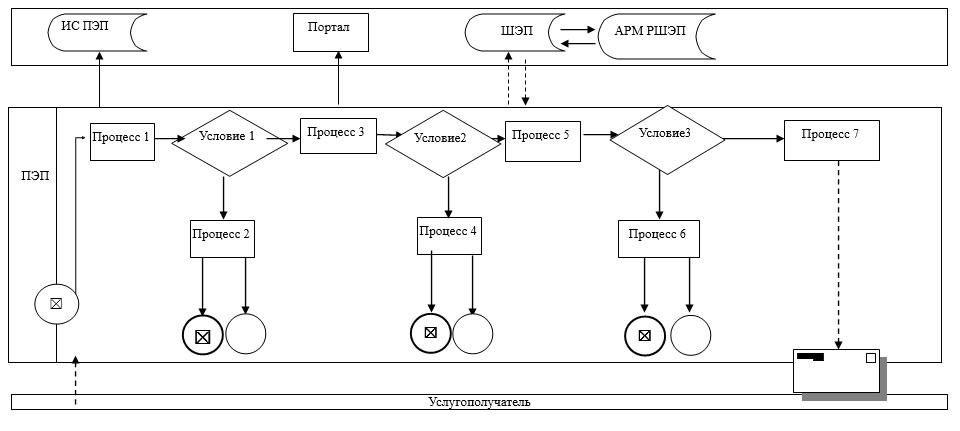 ИС ПЭП
Портал
ШЭП
АРМ РШЭП
Процесс 1
Условие 1
Процесс 3
Условие2
Процесс 5
Условие3
Процесс 7
ПЭП
Процесс 2
Процесс 4
Процесс 6
Услугополучатель